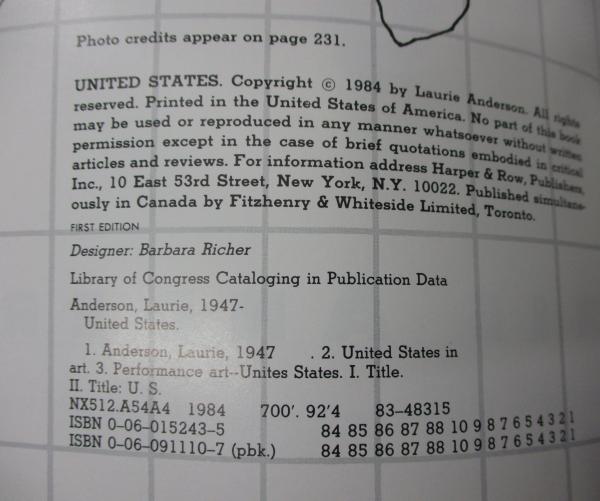 Photo credits appear on page 231.
UNITED STATES. Copyright © 1984 by Laurie Anderson. All rights
reserved. Printed in the United States of America. No part of this book
may be used or reproduced in any manner whatsoever without written
permission except in the case of brief quotations embodied in critical
articles and reviews. For information address Harper & Row, Publishers,
Inc., 10 East 53rd Street, New York, N.Y. 10022. Published simultane-
ously in Canada by Fitzhenry & Whiteside Limited, Toronto.
FIRST EDITION
Designer: Barbara Richer
Library of Congress Cataloging in Publication Data
Anderson, Laurie, 1947-
United States.
1. Anderson, Laurie, 1947 . 2. United States in
art. 3. Performance art--Unites States. I. Title.
II. Title: U. S.
NX512.A54A4 1984 700'. 92'4 83-48315
ISBN 0-06-015243-5 84 85 86 87 88 10 9 8 7 6 5 4 3 2 1
ISBN 0-06-091110-7 (pbk.) 84 85 86 87 88 10 9 8 7 6 5 4 3 2 1